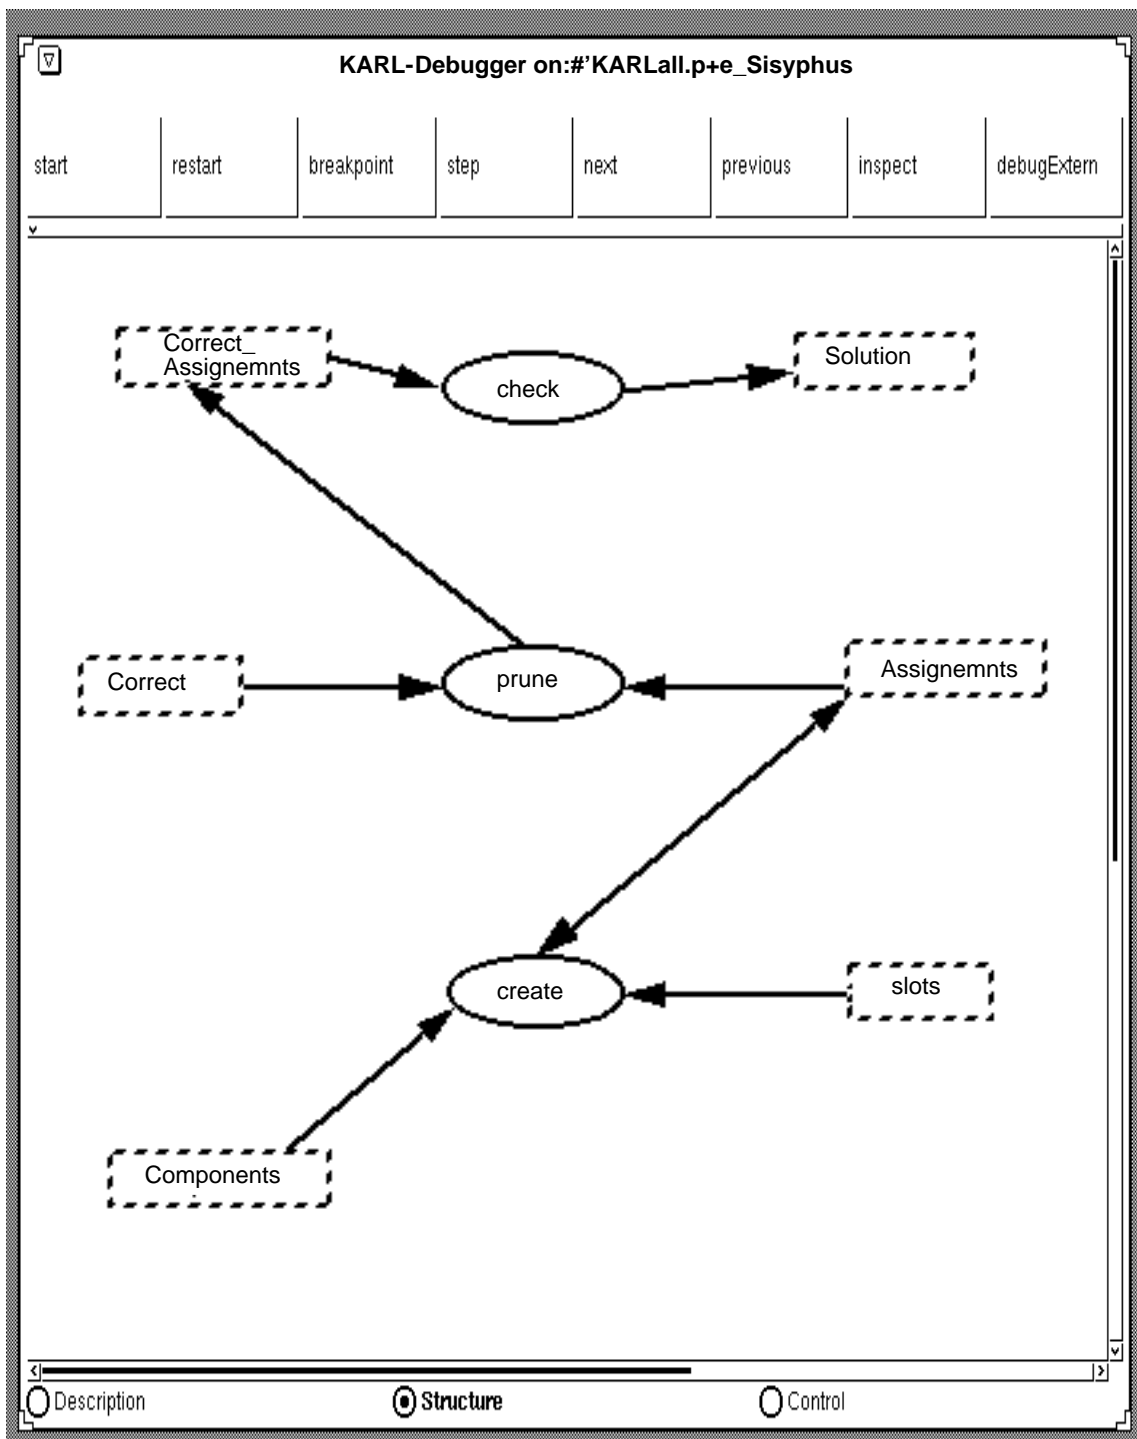 KARL-Debugger on:#’KARLall.p+e_Sisyphus
start restart breakpoint step next previous inspect debugExtern
Correct_
Assignemnts
check
Solution
Correct
prune
Assignemnts
create
slots
Components
Description Structure Control